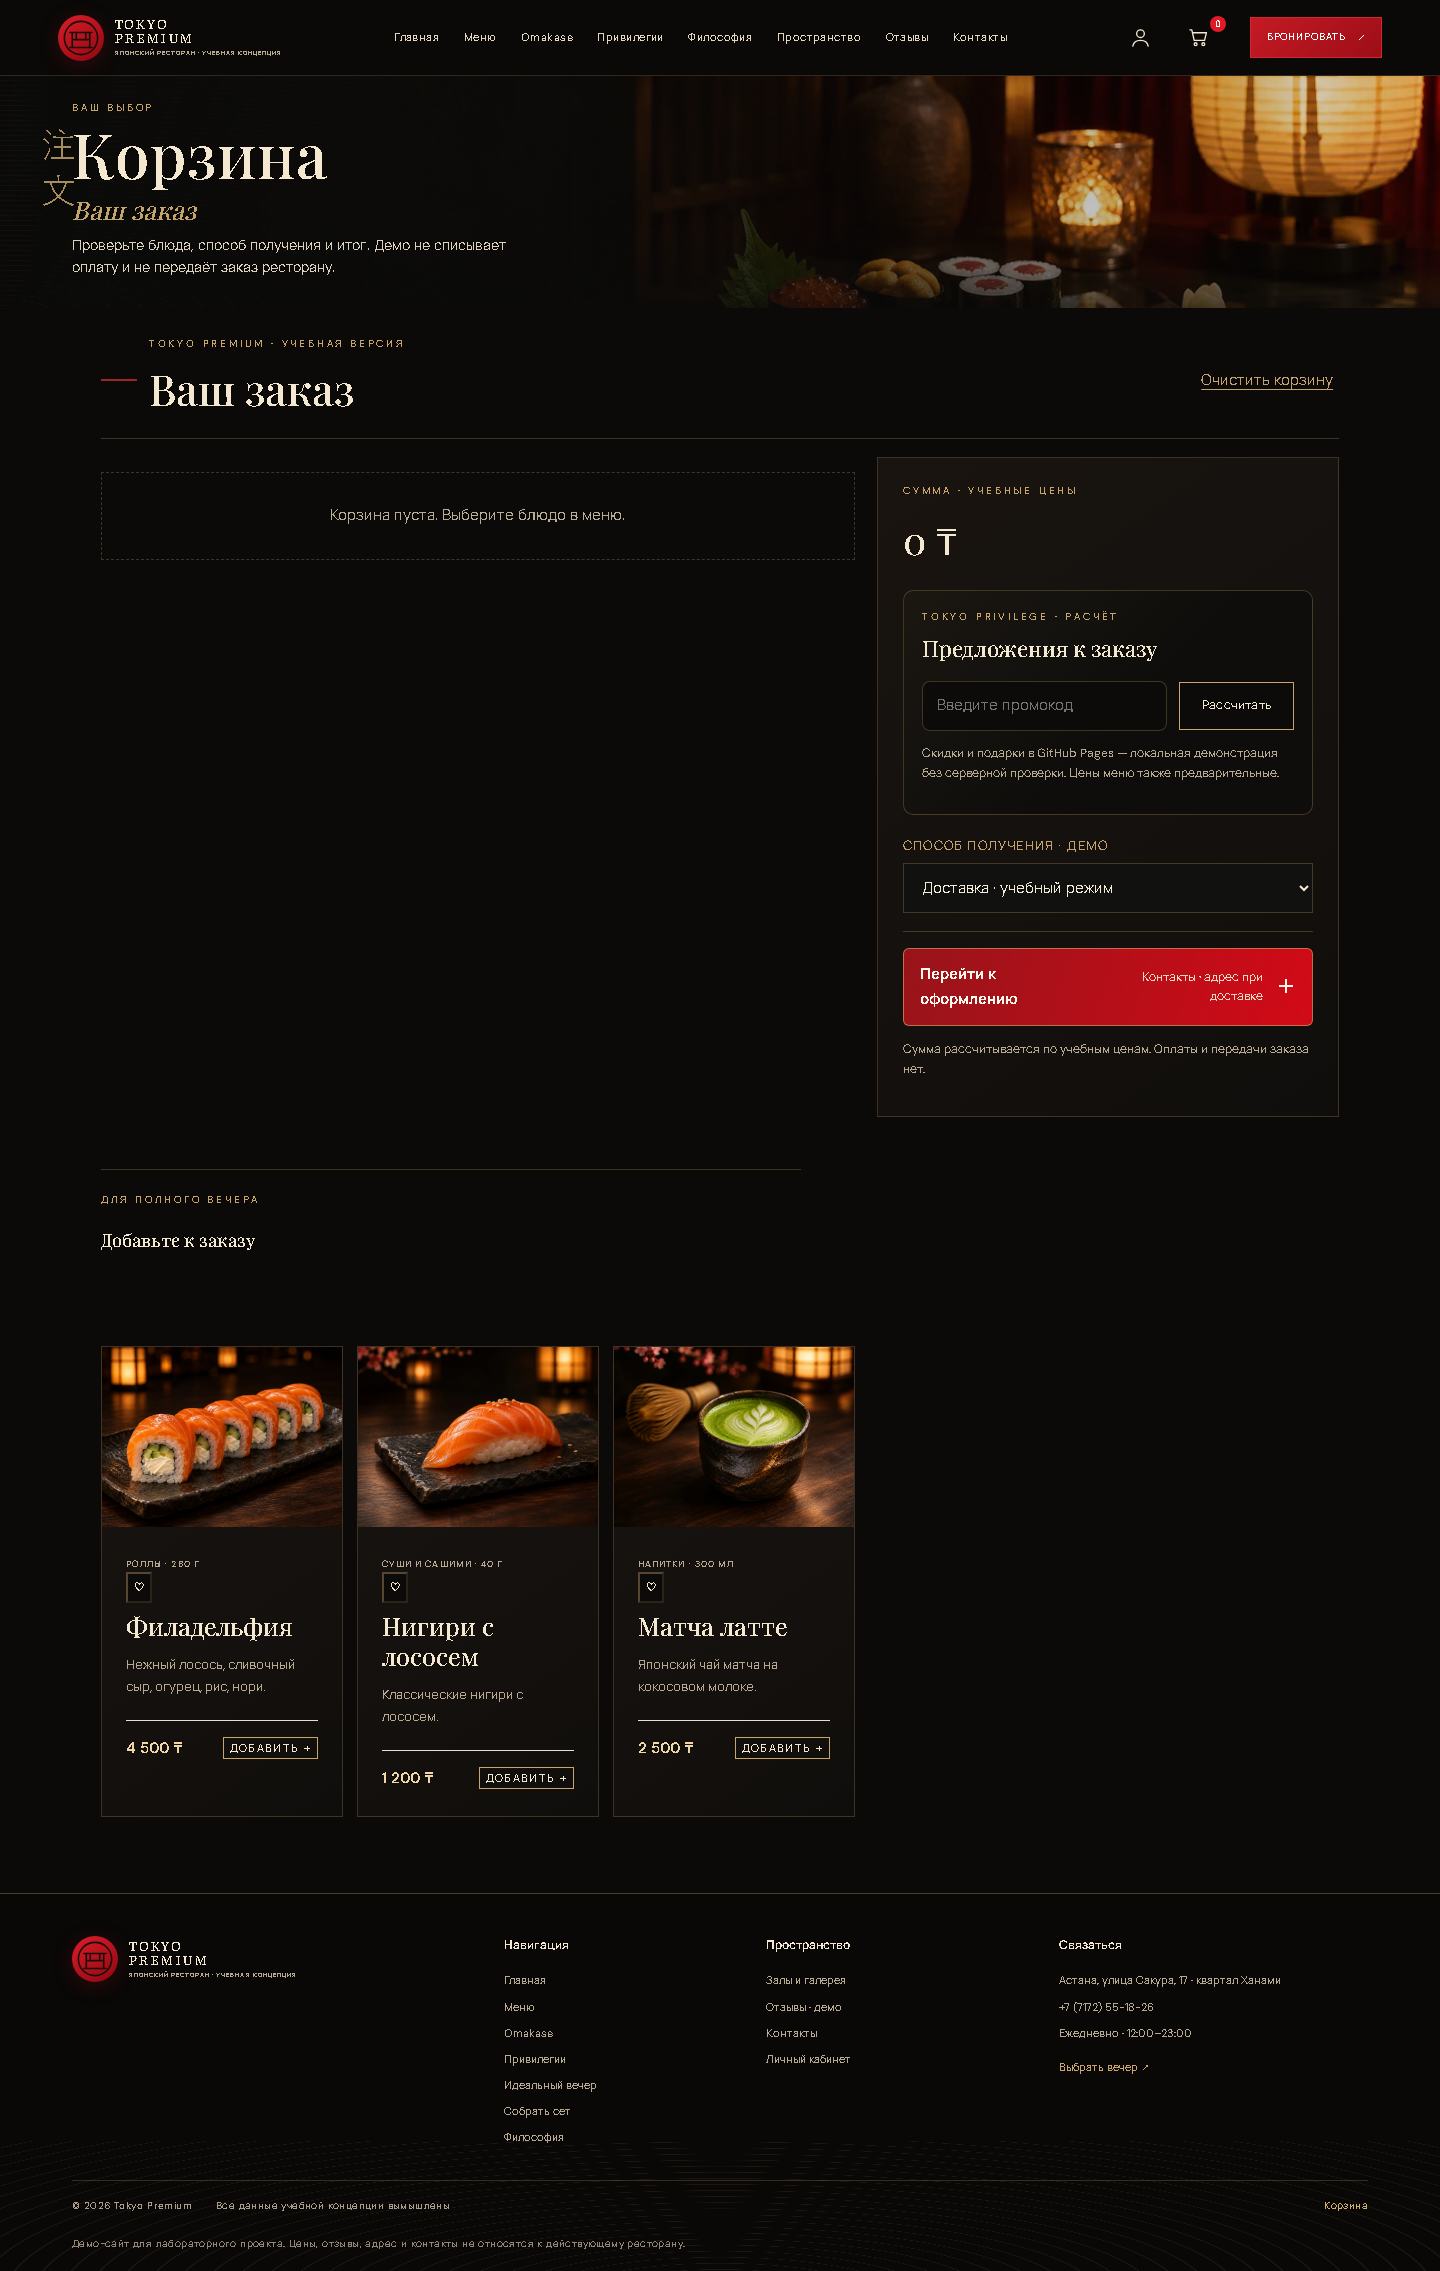 TOKYO
PREMIUM
ЯПОНСКИЙ РЕСТОРАН · УЧЕБНАЯ КОНЦЕПЦИЯ
Главная
Меню
Omakase
Привилегии
Философия
Пространство
Отзывы
Контакты
0
БРОНИРОВАТЬ ↗
ВАШ ВЫБОР
注文
Корзина
Ваш заказ
Проверьте блюда, способ получения и итог. Демо не списывает
оплату и не передаёт заказ ресторану.
TOKYO PREMIUM · УЧЕБНАЯ ВЕРСИЯ
Ваш заказ
Очистить корзину
Корзина пуста. Выберите блюдо в меню.
СУММА · УЧЕБНЫЕ ЦЕНЫ
0 ₸
TOKYO PRIVILEGE · РАСЧЁТ
Предложения к заказу
Введите промокод
Рассчитать
Скидки и подарки в GitHub Pages — локальная демонстрация
без серверной проверки. Цены меню также предварительные.
СПОСОБ ПОЛУЧЕНИЯ · ДЕМО
Доставка · учебный режим
Перейти к
оформлению
Контакты · адрес при
доставке
+
Сумма рассчитывается по учебным ценам. Оплаты и передачи заказа
нет.
ДЛЯ ПОЛНОГО ВЕЧЕРА
Добавьте к заказу
РОЛЛЫ · 280 Г
♡
Филадельфия
Нежный лосось, сливочный
сыр, огурец, рис, нори.
4 500 ₸
ДОБАВИТЬ +
СУШИ И САШИМИ · 40 Г
♡
Нигири с
лососем
Классические нигири с
лососем.
1 200 ₸
ДОБАВИТЬ +
НАПИТКИ · 300 МЛ
♡
Матча латте
Японский чай матча на
кокосовом молоке.
2 500 ₸
ДОБАВИТЬ +
TOKYO
PREMIUM
ЯПОНСКИЙ РЕСТОРАН · УЧЕБНАЯ КОНЦЕПЦИЯ
Навигация
Главная
Меню
Omakase
Привилегии
Идеальный вечер
Собрать сет
Философия
Пространство
Залы и галерея
Отзывы · демо
Контакты
Личный кабинет
Связаться
Астана, улица Сакура, 17 · квартал Ханами
+7 (7172) 55-18-26
Ежедневно · 12:00–23:00
Выбрать вечер ↗
© 2026 Tokyo Premium
Все данные учебной концепции вымышлены
Корзина
Демо-сайт для лабораторного проекта. Цены, отзывы, адрес и контакты не относятся к действующему ресторану.